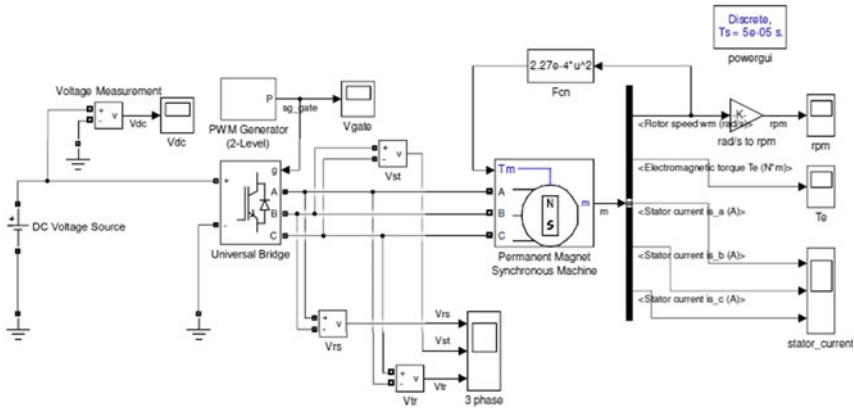 Discrete,
Ts = 5e-05 s.
powergui
2.27e-4*u^2
Fcn
Voltage Measurement
+
-
v
Vdc
Vdc
P
sg_gate
PWM Generator
(2-Level)
Vgate
<Rotor speed wm (rad/s)>
-K-
rad/s to rpm
rpm
rpm
+
-
v
Vst
<Electromagnetic torque Te (N*m)>
Te
g
+
-
A
B
C
Universal Bridge
Tm
A
B
C
N
S
m
m
Permanent Magnet
Synchronous Machine
+
DC Voltage Source
<Stator current is_a (A)>
<Stator current is_b (A)>
<Stator current is_c (A)>
stator_current
+
-
v
Vrs
Vrs
Vst
+
-
v
Vtr
Vtr
3 phase